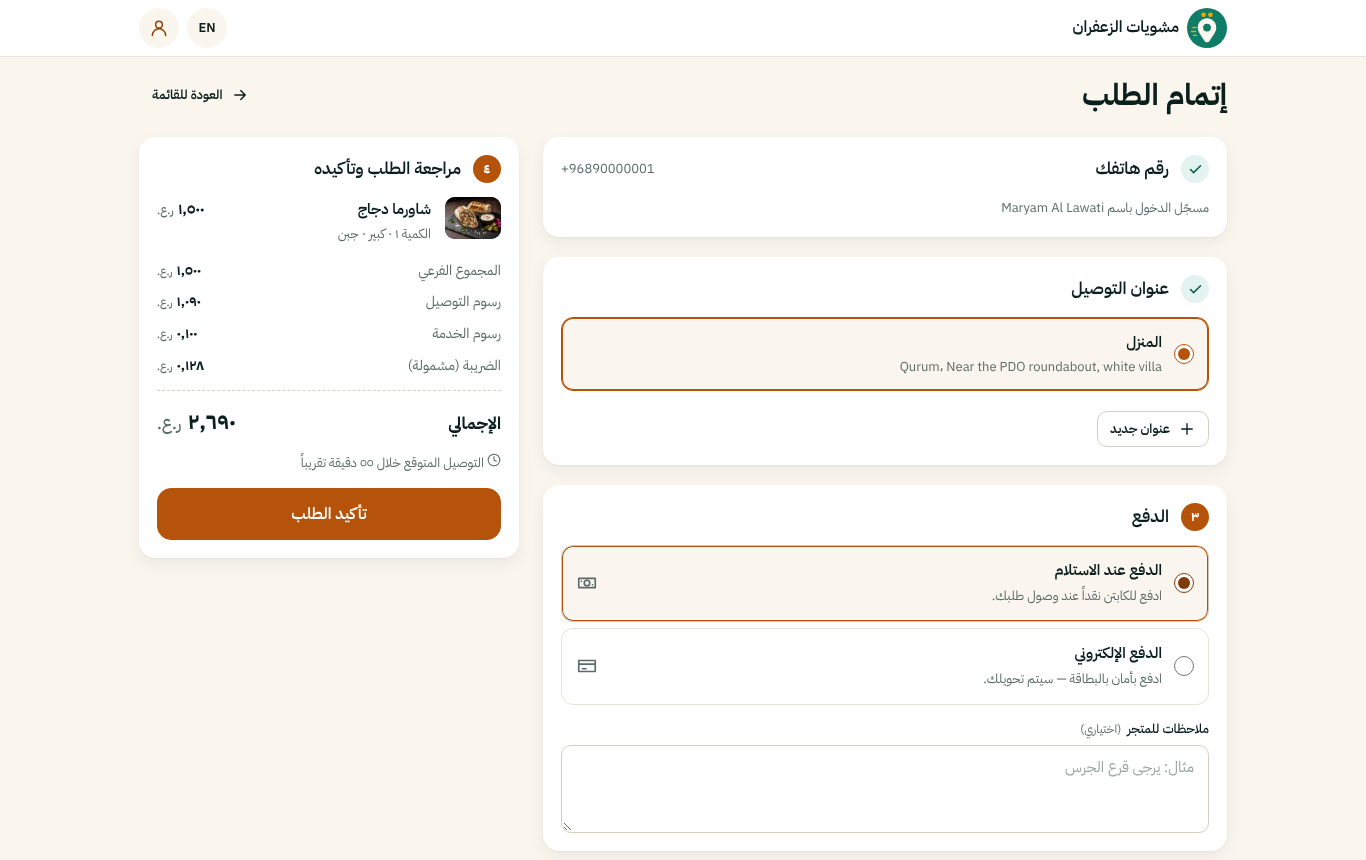 مشويات الزعفران
EN
إتمام الطلب
العودة للقائمة
رقم هاتفك
+96890000001
مسجّل الدخول باسم Maryam Al Lawati
عنوان التوصيل
المنزل
Qurum، Near the PDO roundabout, white villa
عنوان جديد
٣
الدفع
الدفع عند الاستلام
ادفع للكابتن نقداً عند وصول طلبك.
الدفع الإلكتروني
ادفع بأمان بالبطاقة — سيتم تحويلك.
ملاحظات للمتجر (اختياري)
مثال: يرجى قرع الجرس
٤
مراجعة الطلب وتأكيده
شاورما دجاج
١٬٥٠٠ ر.ع.
الكمية ١ · كبير · جبن
المجموع الفرعي ١٬٥٠٠ ر.ع.
رسوم التوصيل ١٬٠٩٠ ر.ع.
رسوم الخدمة ٠٬١٠٠ ر.ع.
الضريبة (مشمولة) ٠٬١٢٨ ر.ع.
الإجمالي ٢٬٦٩٠ ر.ع.
التوصيل المتوقع خلال ٥٥ دقيقة تقريباً
تأكيد الطلب